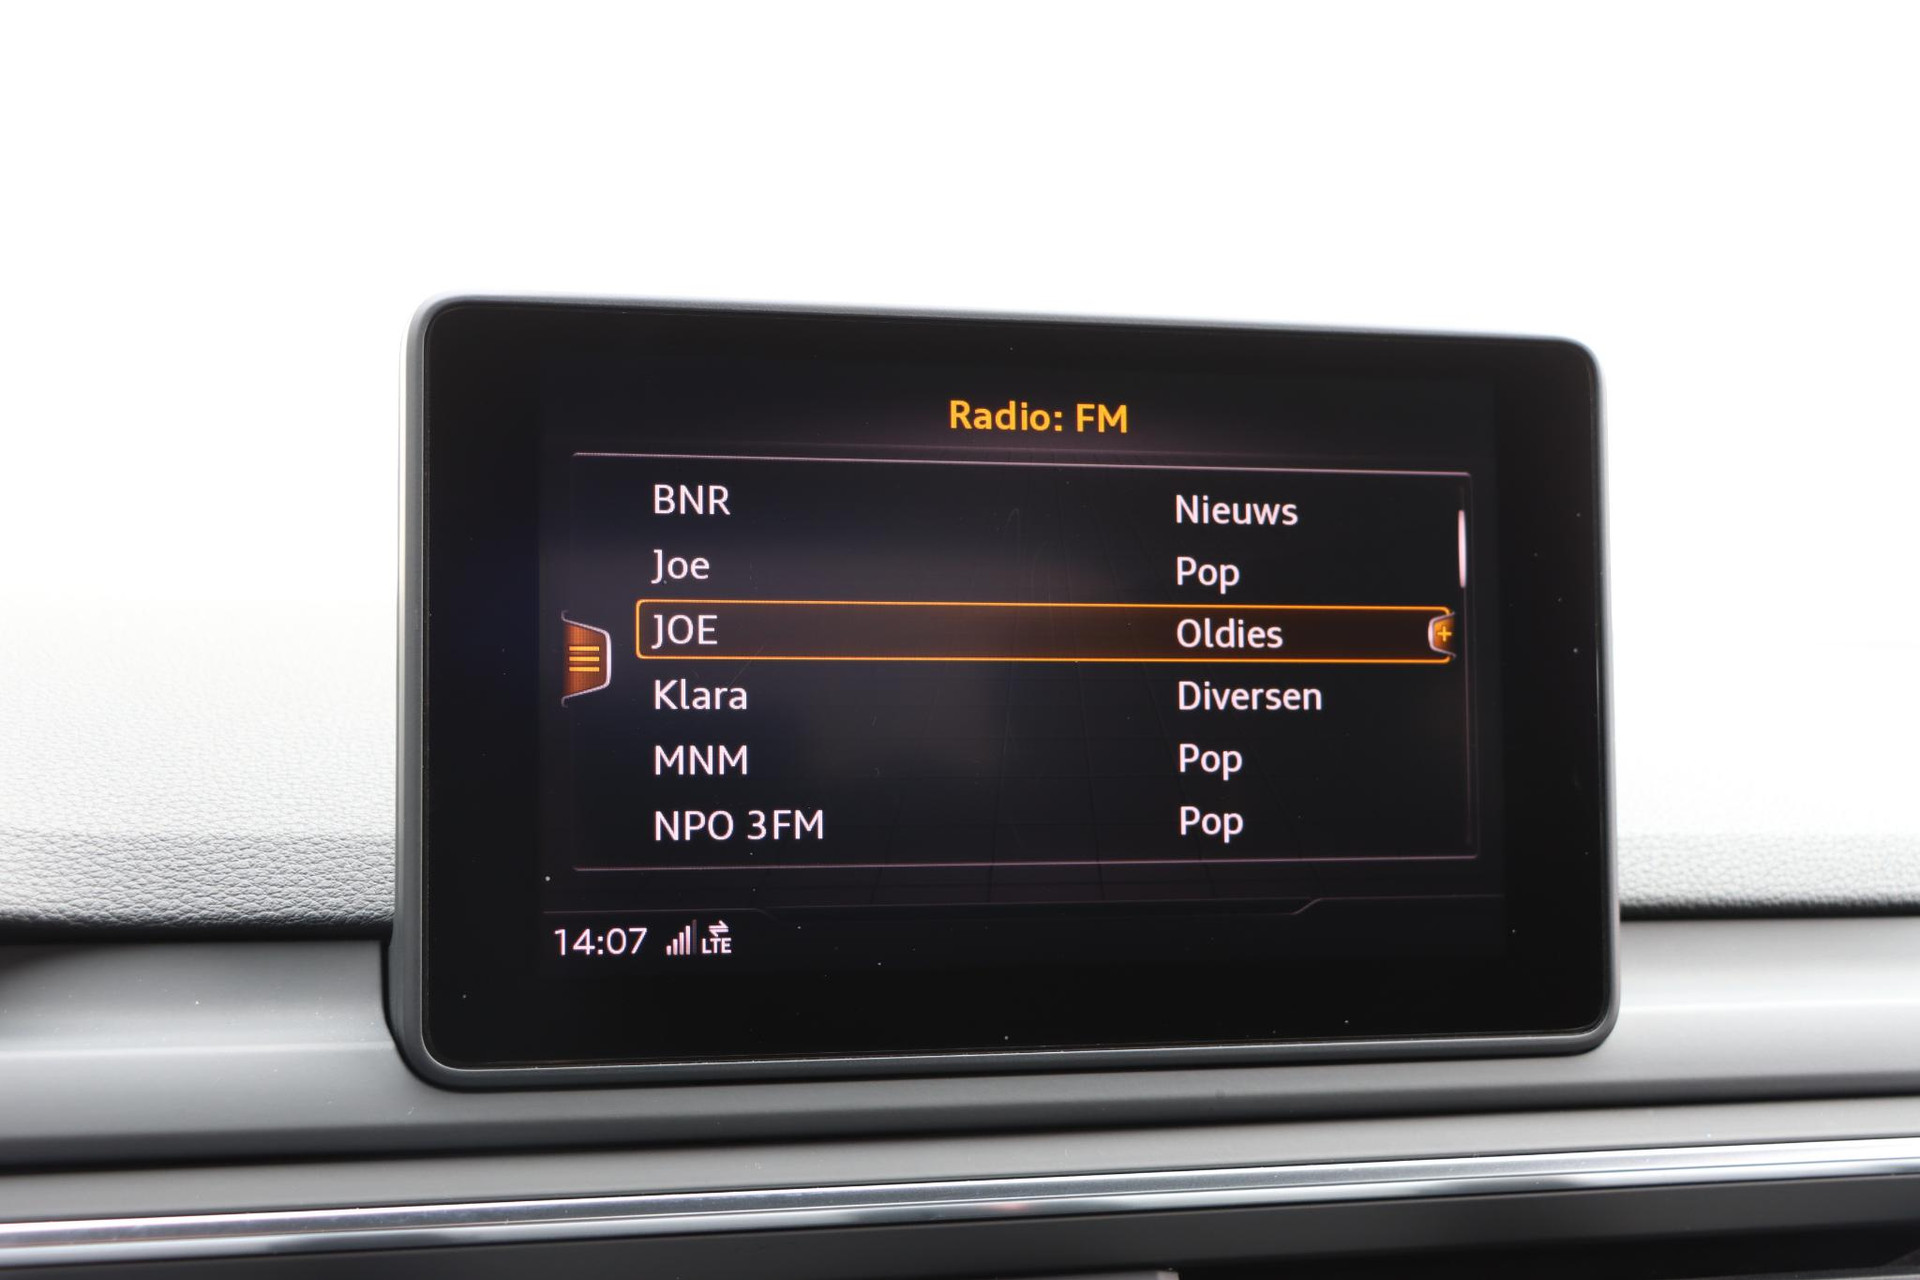 Radio: FM
BNR Nieuws
Joe Pop
JOE Oldies
Klara Diversen
MNM Pop
NPO 3FM Pop
14:07 LTE